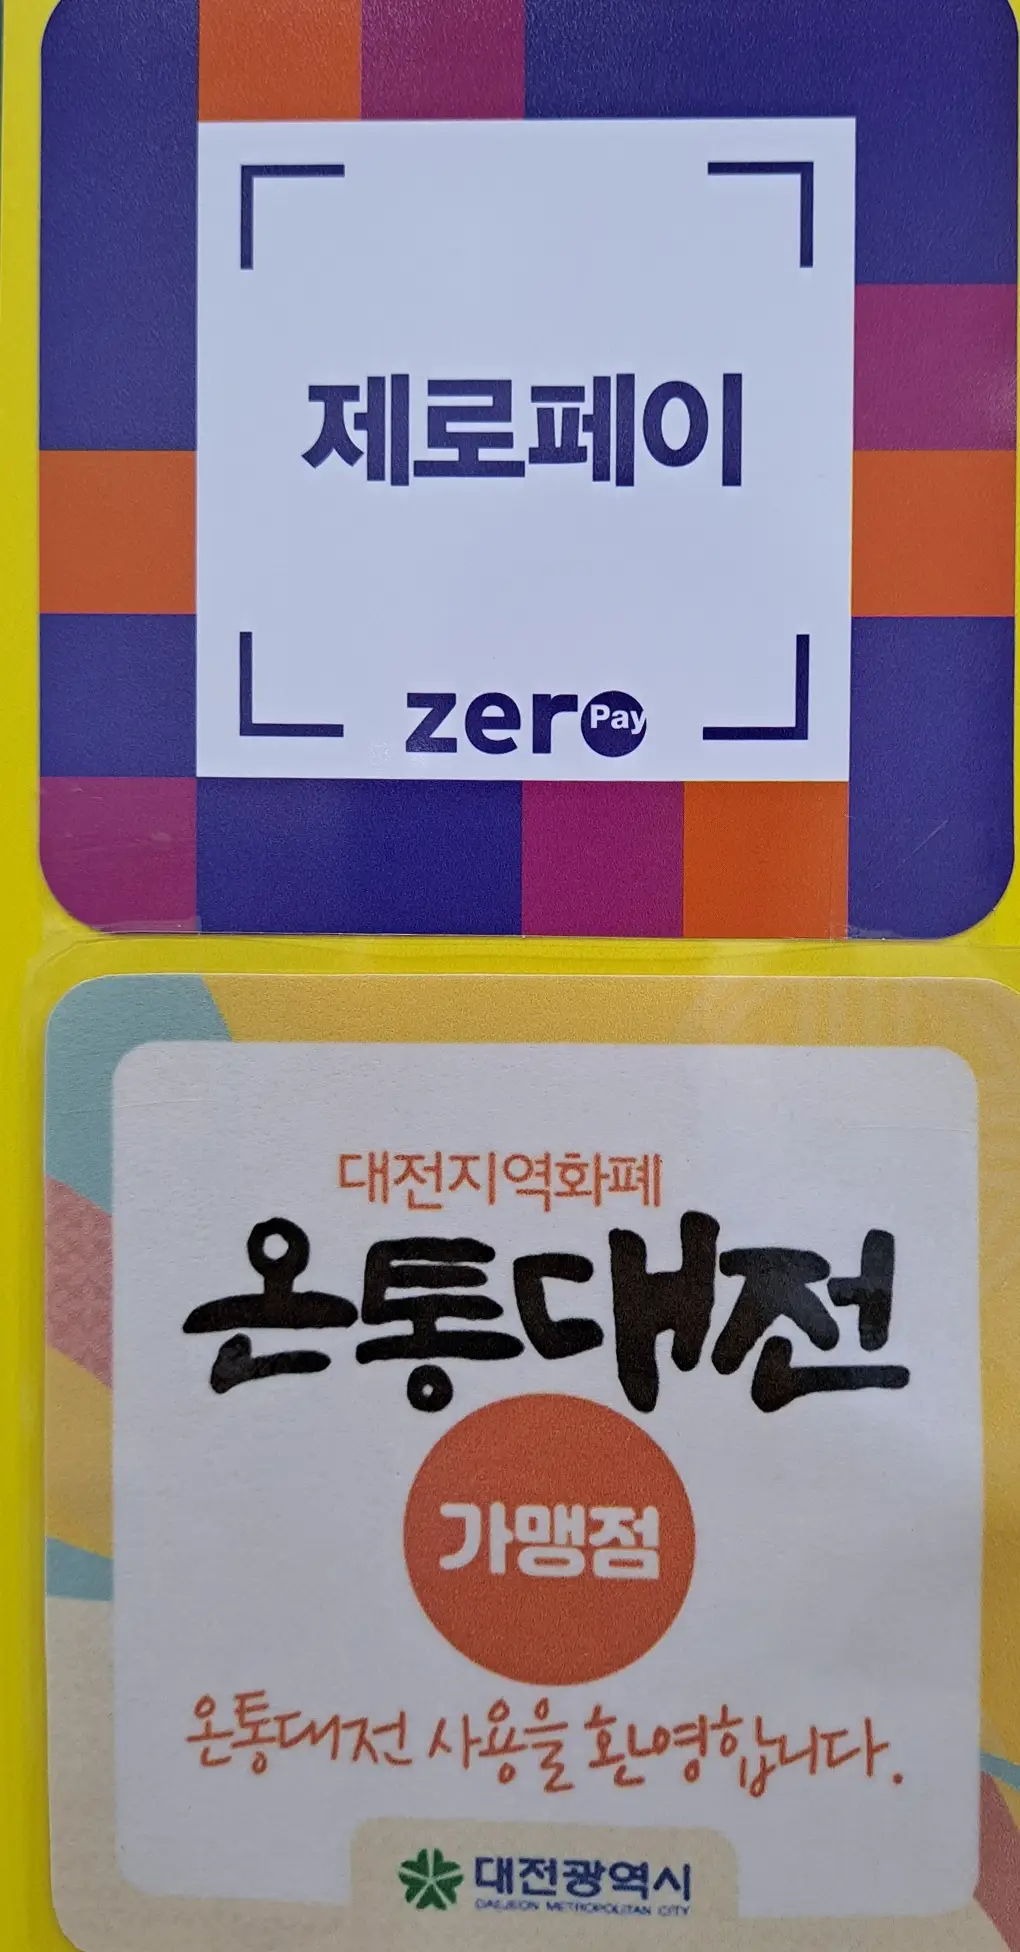 제로페이
zero Pay
대전지역화폐
온통대전
가맹점
온통대전 사용을 환영합니다.
대전광역시
DAEJEON METROPOLITAN CITY